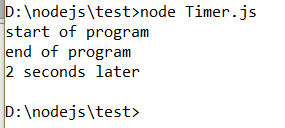 D:\nodejs\test>node Timer.js
start of program
end of program
2 seconds later
D:\nodejs\test>